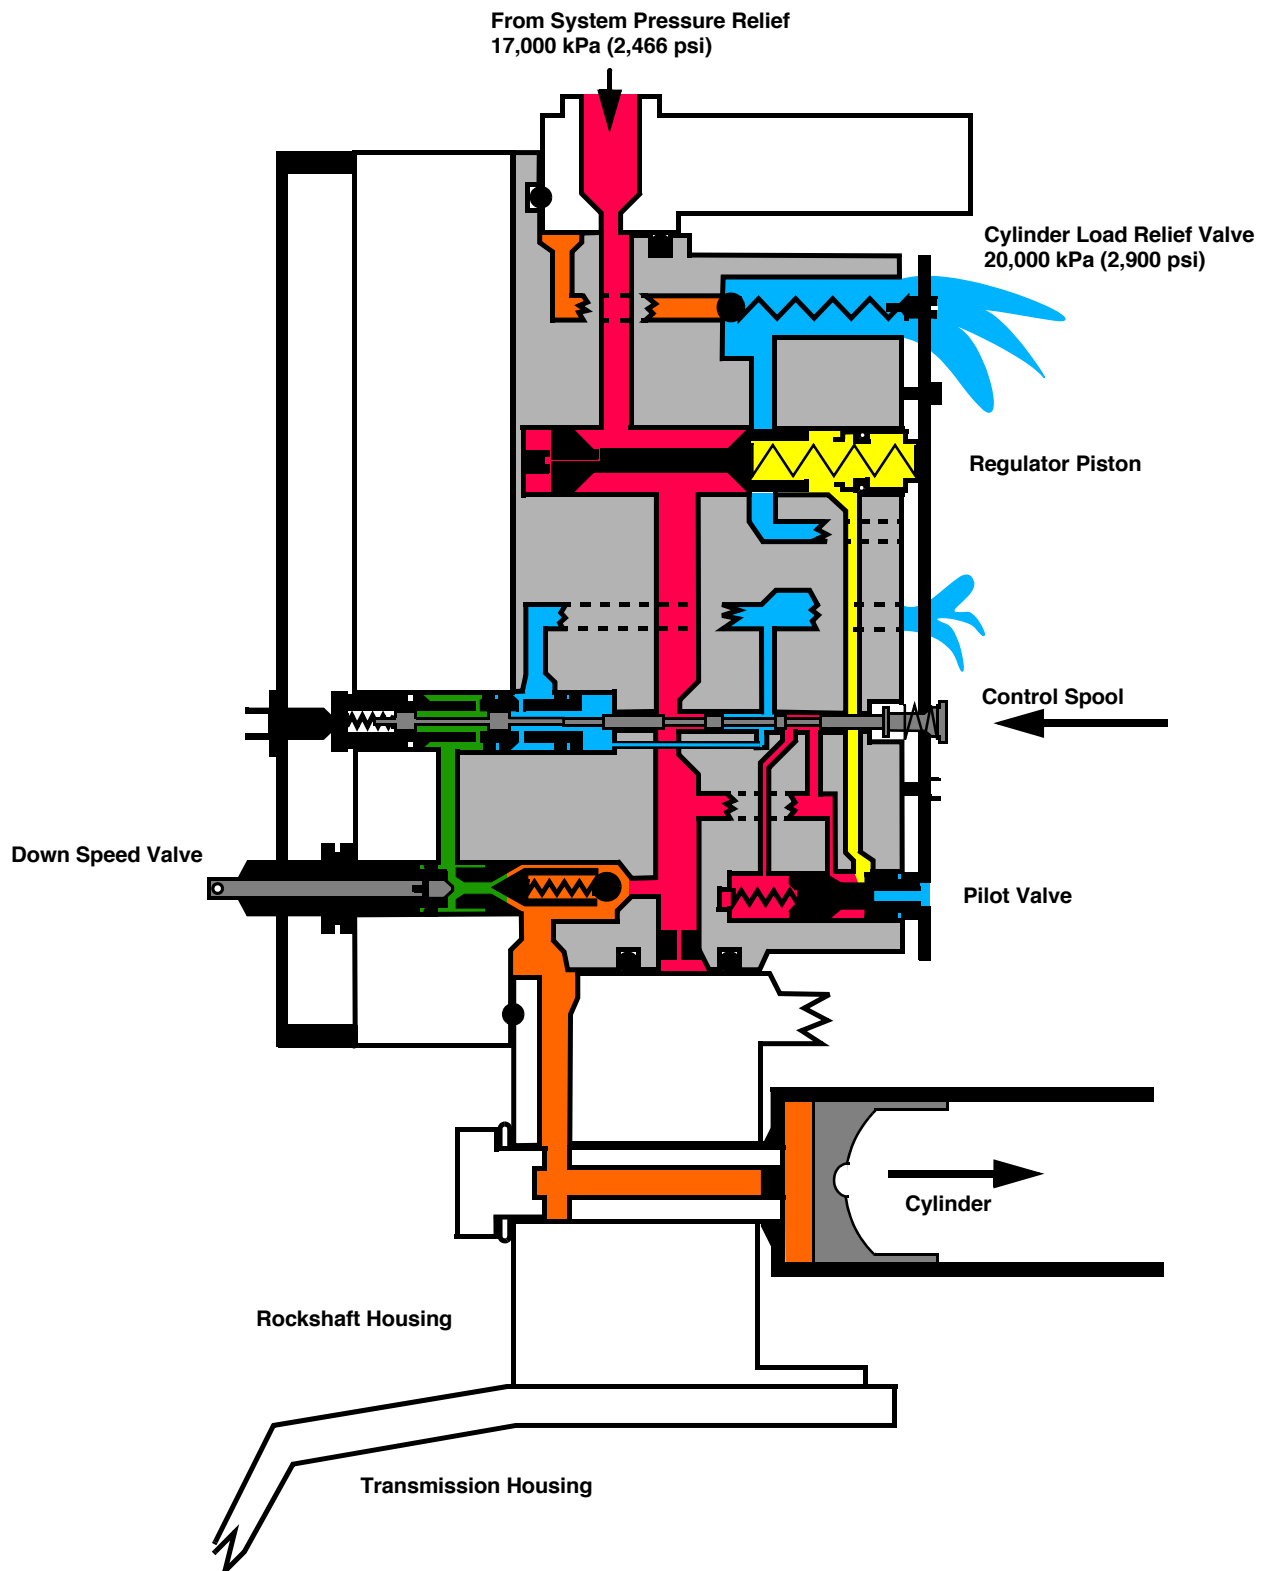 From System Pressure Relief
17,000 kPa (2,466 psi)
Cylinder Load Relief Valve
20,000 kPa (2,900 psi)
Regulator Piston
Control Spool
Down Speed Valve
Pilot Valve
Cylinder
Rockshaft Housing
Transmission Housing